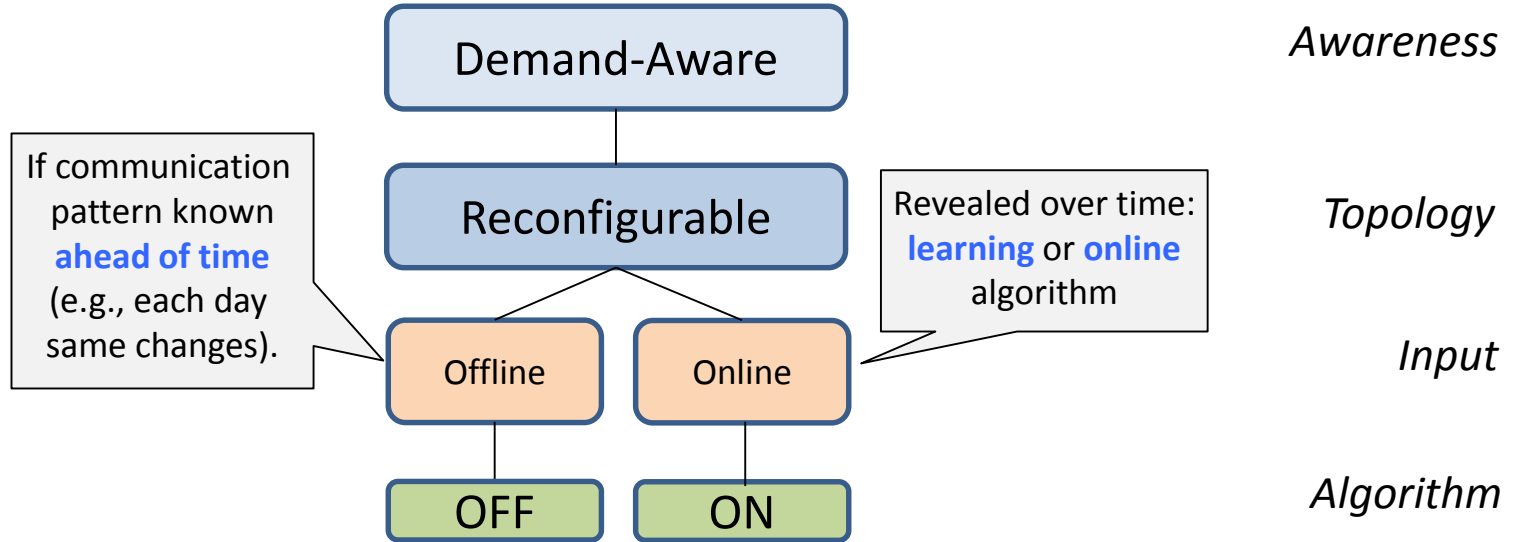 Demand-Aware
Awareness
If communication
pattern known
ahead of time
(e.g., each day
same changes).
Reconfigurable
Revealed over time:
learning or online
algorithm
Topology
Offline
Online
Input
OFF
ON
Algorithm